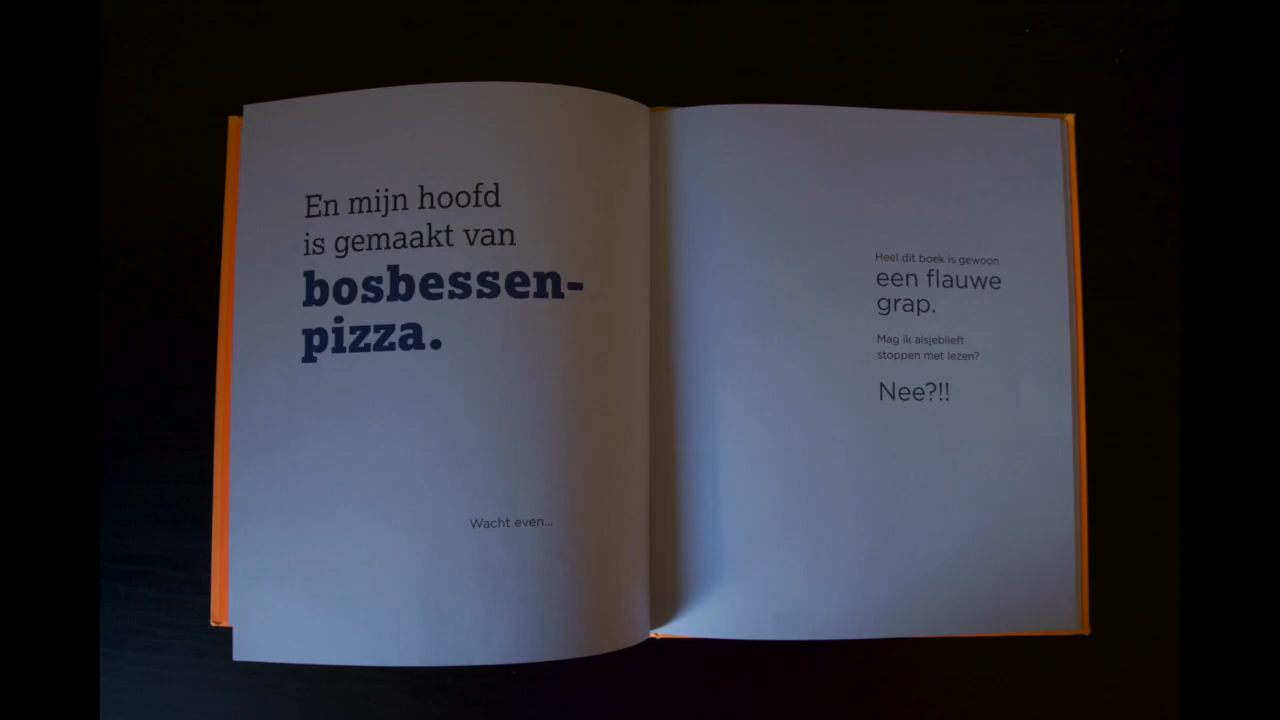 En mijn hoofd
is gemaakt van
bosbessen-
pizza.
Wacht even...
Heel dit boek is gewoon
een flauwe
grap.
Mag ik alsjeblieft
stoppen met lezen?
Nee?!!